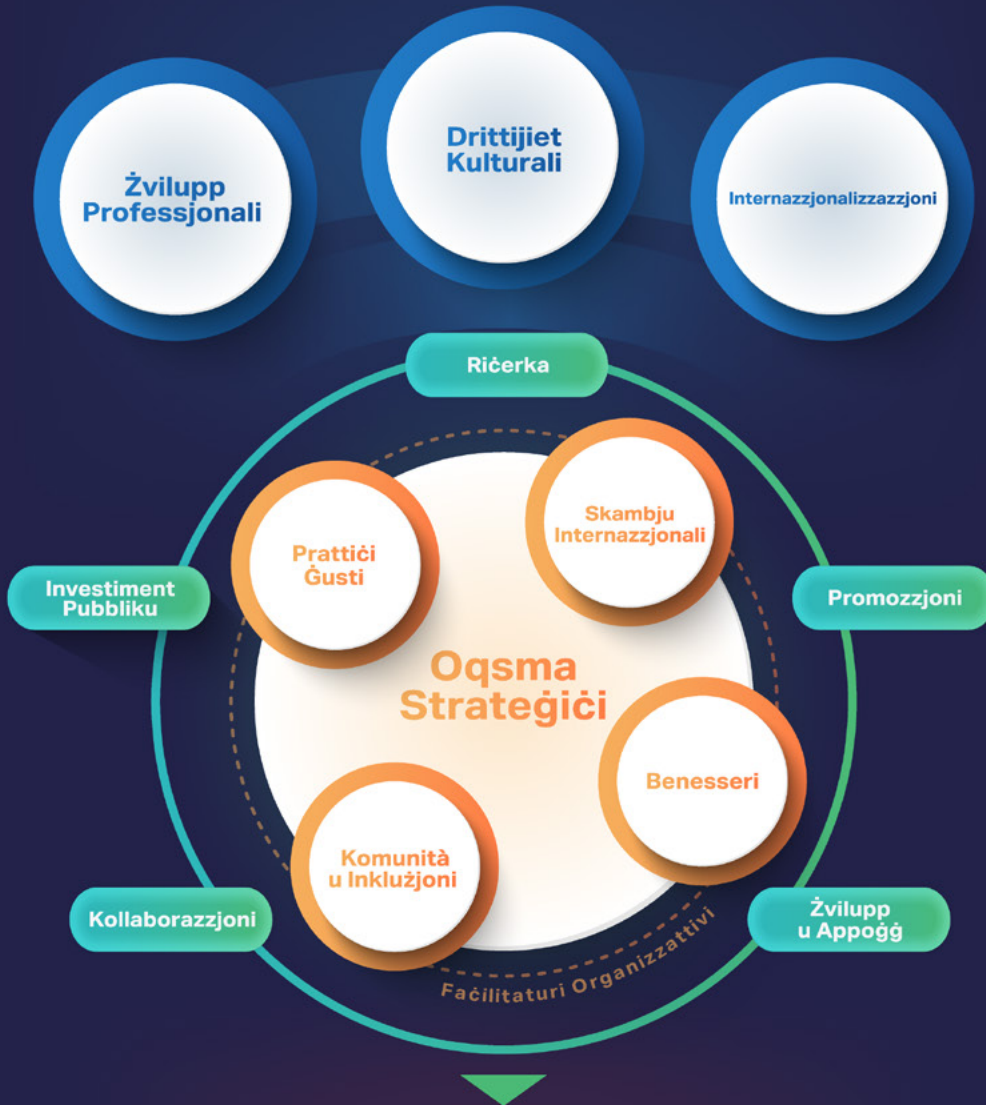 Drittijiet
Kulturali
Żvilupp
Professjonali
Internazzjonalizzazzjoni
Riċerka
Skambju
Internazzjonali
Prattiċi
Ġusti
Investiment
Pubbliku
Promozzjoni
Oqsma
Strateġiċi
Benesseri
Komunità
u Inklużjoni
Kollaborazzjoni
Żvilupp
u Appoġġ
Faċilitaturi Organizzattivi